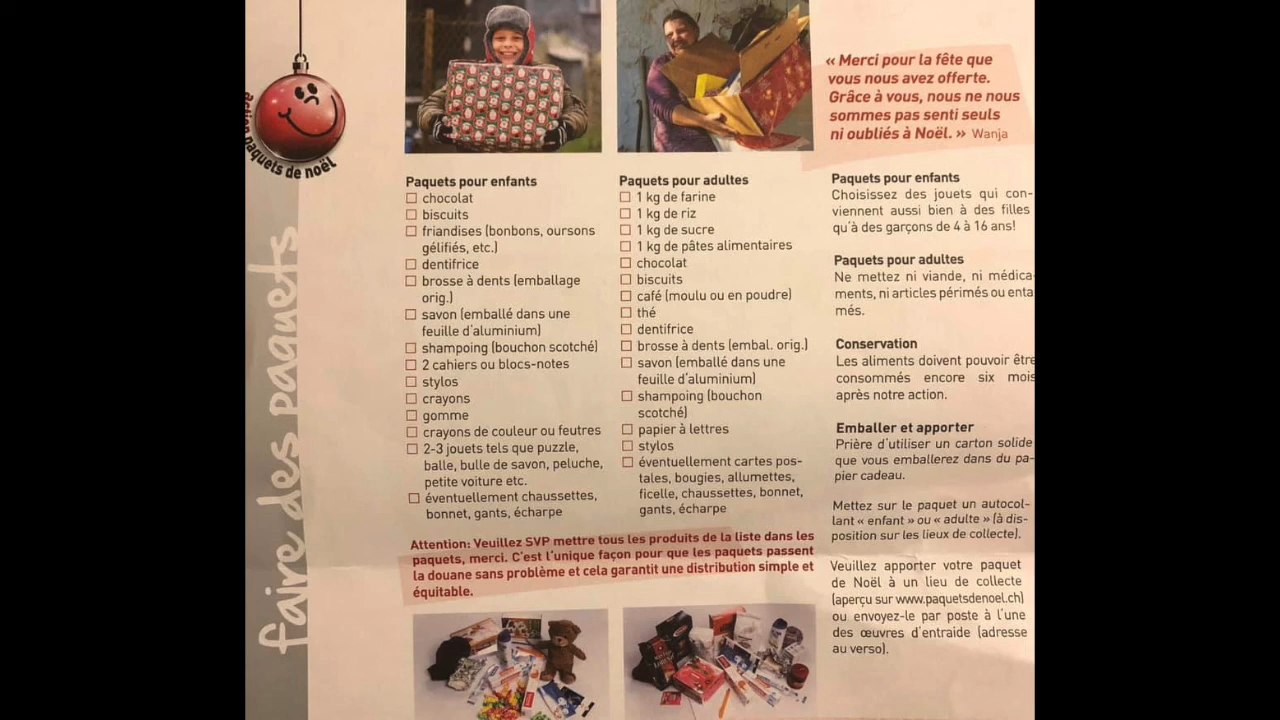 action paquets de noël
faire des paquets
« Merci pour la fête que
vous nous avez offerte.
Grâce à vous, nous ne nous
sommes pas senti seuls
ni oubliés à Noël. » Wanja
Paquets pour enfants
chocolat
biscuits
friandises (bonbons, oursons
gélifiés, etc.)
dentifrice
brosse à dents (emballage
orig.)
savon (emballé dans une
feuille d'aluminium)
shampoing (bouchon scotché)
2 cahiers ou blocs-notes
stylos
crayons
gomme
crayons de couleur ou feutres
2-3 jouets tels que puzzle,
balle, bulle de savon, peluche,
petite voiture etc.
éventuellement chaussettes,
bonnet, gants, écharpe
Paquets pour adultes
1 kg de farine
1 kg de riz
1 kg de sucre
1 kg de pâtes alimentaires
chocolat
biscuits
café (moulu ou en poudre)
thé
dentifrice
brosse à dents (embal. orig.)
savon (emballé dans une
feuille d'aluminium)
shampoing (bouchon
scotché)
papier à lettres
stylos
éventuellement cartes pos-
tales, bougies, allumettes,
ficelle, chaussettes, bonnet,
gants, écharpe
Attention: Veuillez SVP mettre tous les produits de la liste dans les
paquets, merci. C'est l'unique façon pour que les paquets passent
la douane sans problème et cela garantit une distribution simple et
équitable.
Paquets pour enfants
Choisissez des jouets qui con-
viennent aussi bien à des filles
qu'à des garçons de 4 à 16 ans!
Paquets pour adultes
Ne mettez ni viande, ni médica-
ments, ni articles périmés ou enta
més.
Conservation
Les aliments doivent pouvoir être
consommés encore six mois
après notre action.
Emballer et apporter
Prière d'utiliser un carton solide
que vous emballerez dans du pa-
pier cadeau.
Mettez sur le paquet un autocol-
lant « enfant » ou « adulte » (à dis-
position sur les lieux de collecte).
Veuillez apporter votre paquet
de Noël à un lieu de collecte
(aperçu sur www.paquetsdenoel.ch)
ou envoyez-le par poste à l'une
des œuvres d'entraide (adresse
au verso).